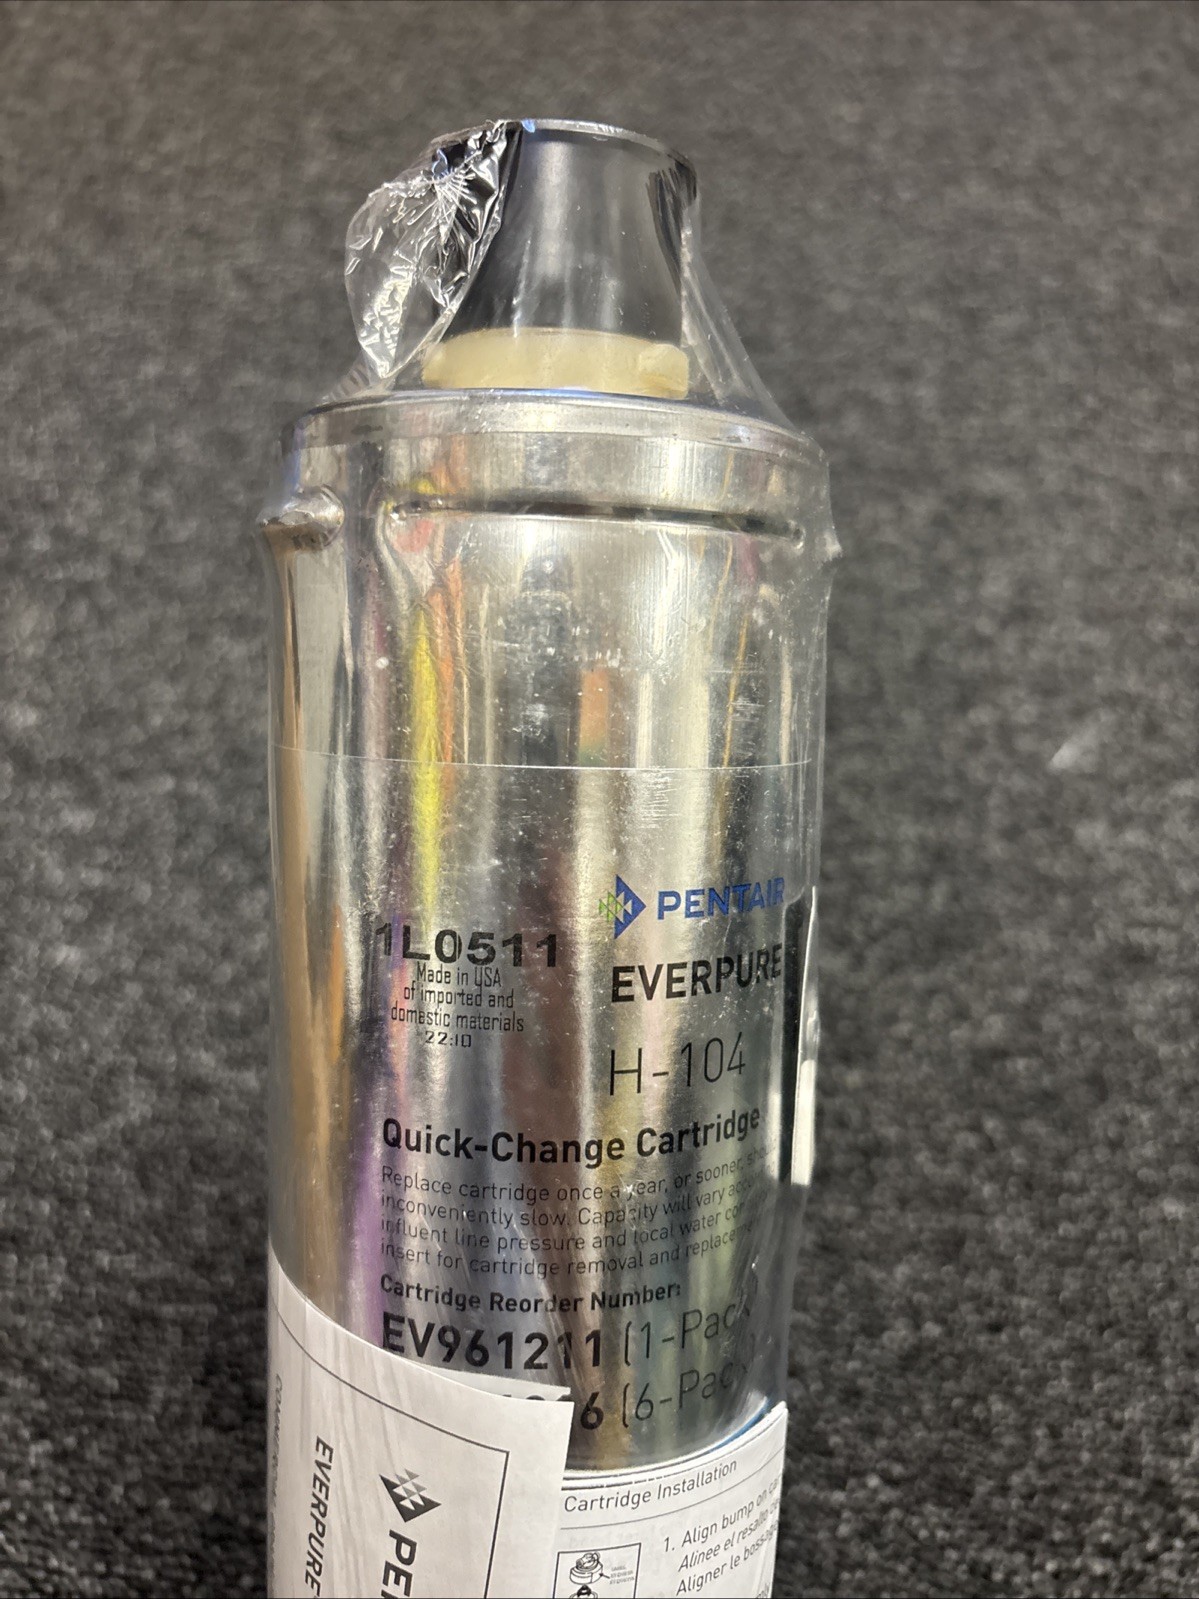 PENTAIR
EVERPURE
1L0511
Made in USA
of imported and
domestic materials
22:10
H-104
Quick-Change Cartridge
Replace cartridge once a year, or sooner,
inconveniently slow. Capacity will vary
influent line pressure and local water
insert for cartridge removal and
Cartridge Reorder Number:
EV961211 (1-Pack)
6 (6-Pack)
EVERPURE
Cartridge Installation
1. Align bump on
Alinee el resalto
Aligner le